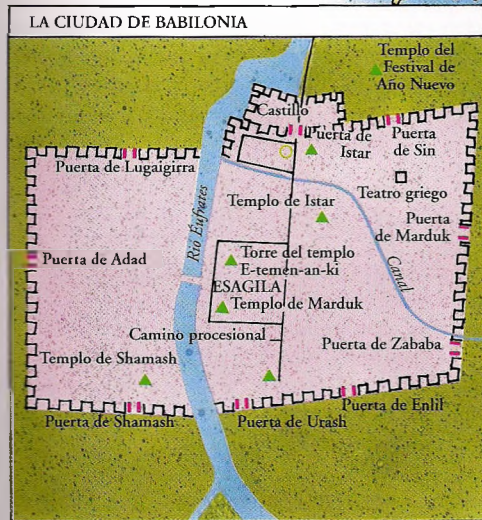 LA CIUDAD DE BABILONIA
Templo del
Festival de
Año Nuevo
Castillo
Puerta de
Istar
Puerta
de Sin
Puerta de Lugaigirra
Teatro griego
Templo de Istar
Puerta
de Marduk
Río Éufrates
Puerta de Adad
Torre del templo
E-temen-an-ki
Canal
ESAGILA
Templo de Marduk
Camino procesional
Puerta de Zababa
Templo de Shamash
Puerta de Enlil
Puerta de Shamash
Puerta de Urash